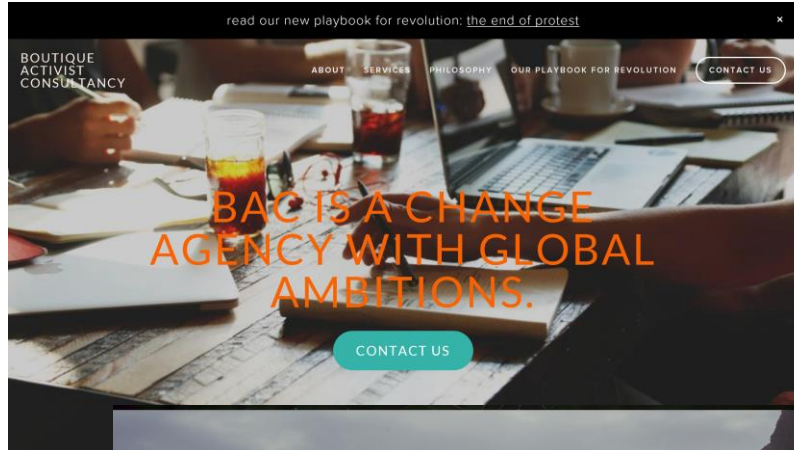 read our new playbook for revolution: the end of protest ×
BOUTIQUE
ACTIVIST
CONSULTANCY
ABOUT SERVICES PHILOSOPHY OUR PLAYBOOK FOR REVOLUTION CONTACT US
BAC IS A CHANGE
AGENCY WITH GLOBAL
AMBITIONS.
CONTACT US